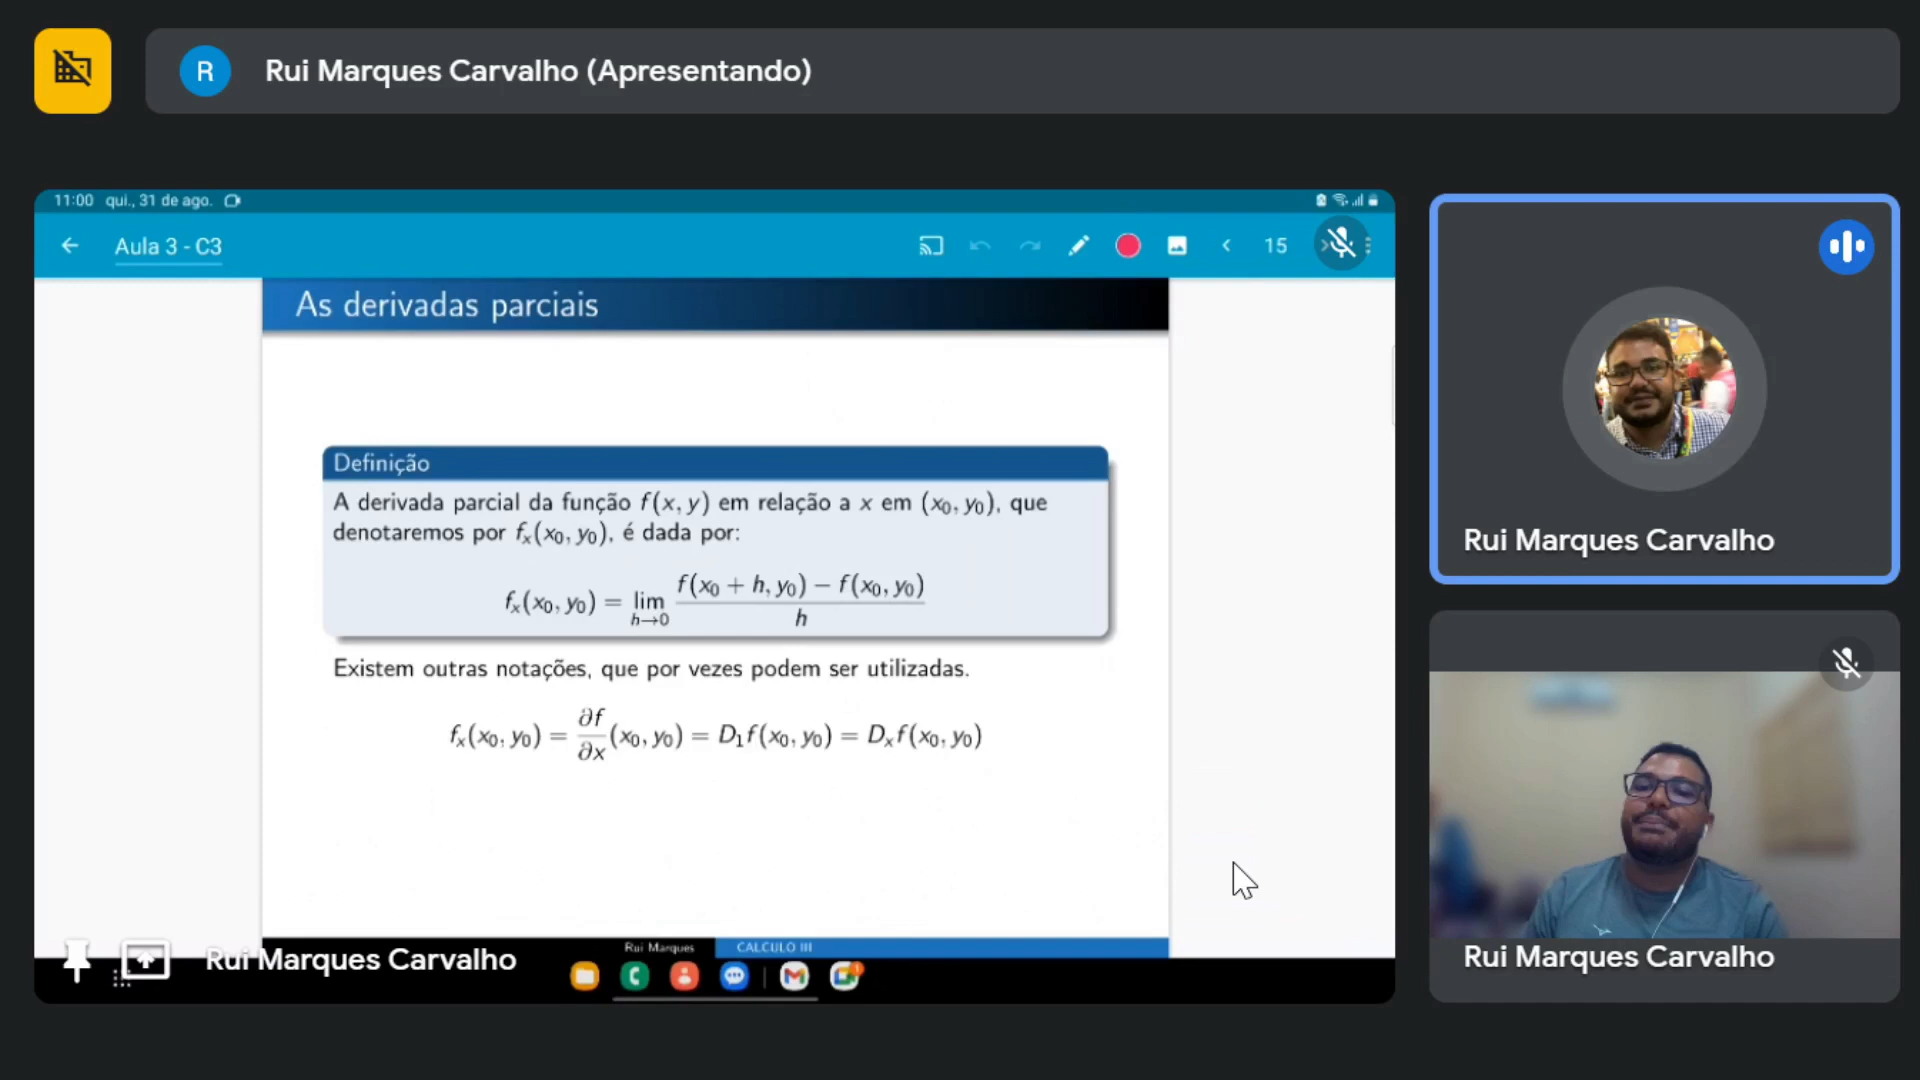 R
Rui Marques Carvalho (Apresentando)
11:00 qui., 31 de ago.
Aula 3 - C3
15
As derivadas parciais
Definição
A derivada parcial da função f(x, y) em relação a x em (x₀, y₀), que
denotaremos por fₓ(x₀, y₀), é dada por:
fₓ(x₀, y₀) = lim h→0 f(x₀ + h, y₀) − f(x₀, y₀) / h
Existem outras notações, que por vezes podem ser utilizadas.
fₓ(x₀, y₀) = ∂f/∂x (x₀, y₀) = D₁f(x₀, y₀) = Dₓf(x₀, y₀)
Rui Marques CALCULO III
Rui Marques Carvalho
Rui Marques Carvalho
Rui Marques Carvalho